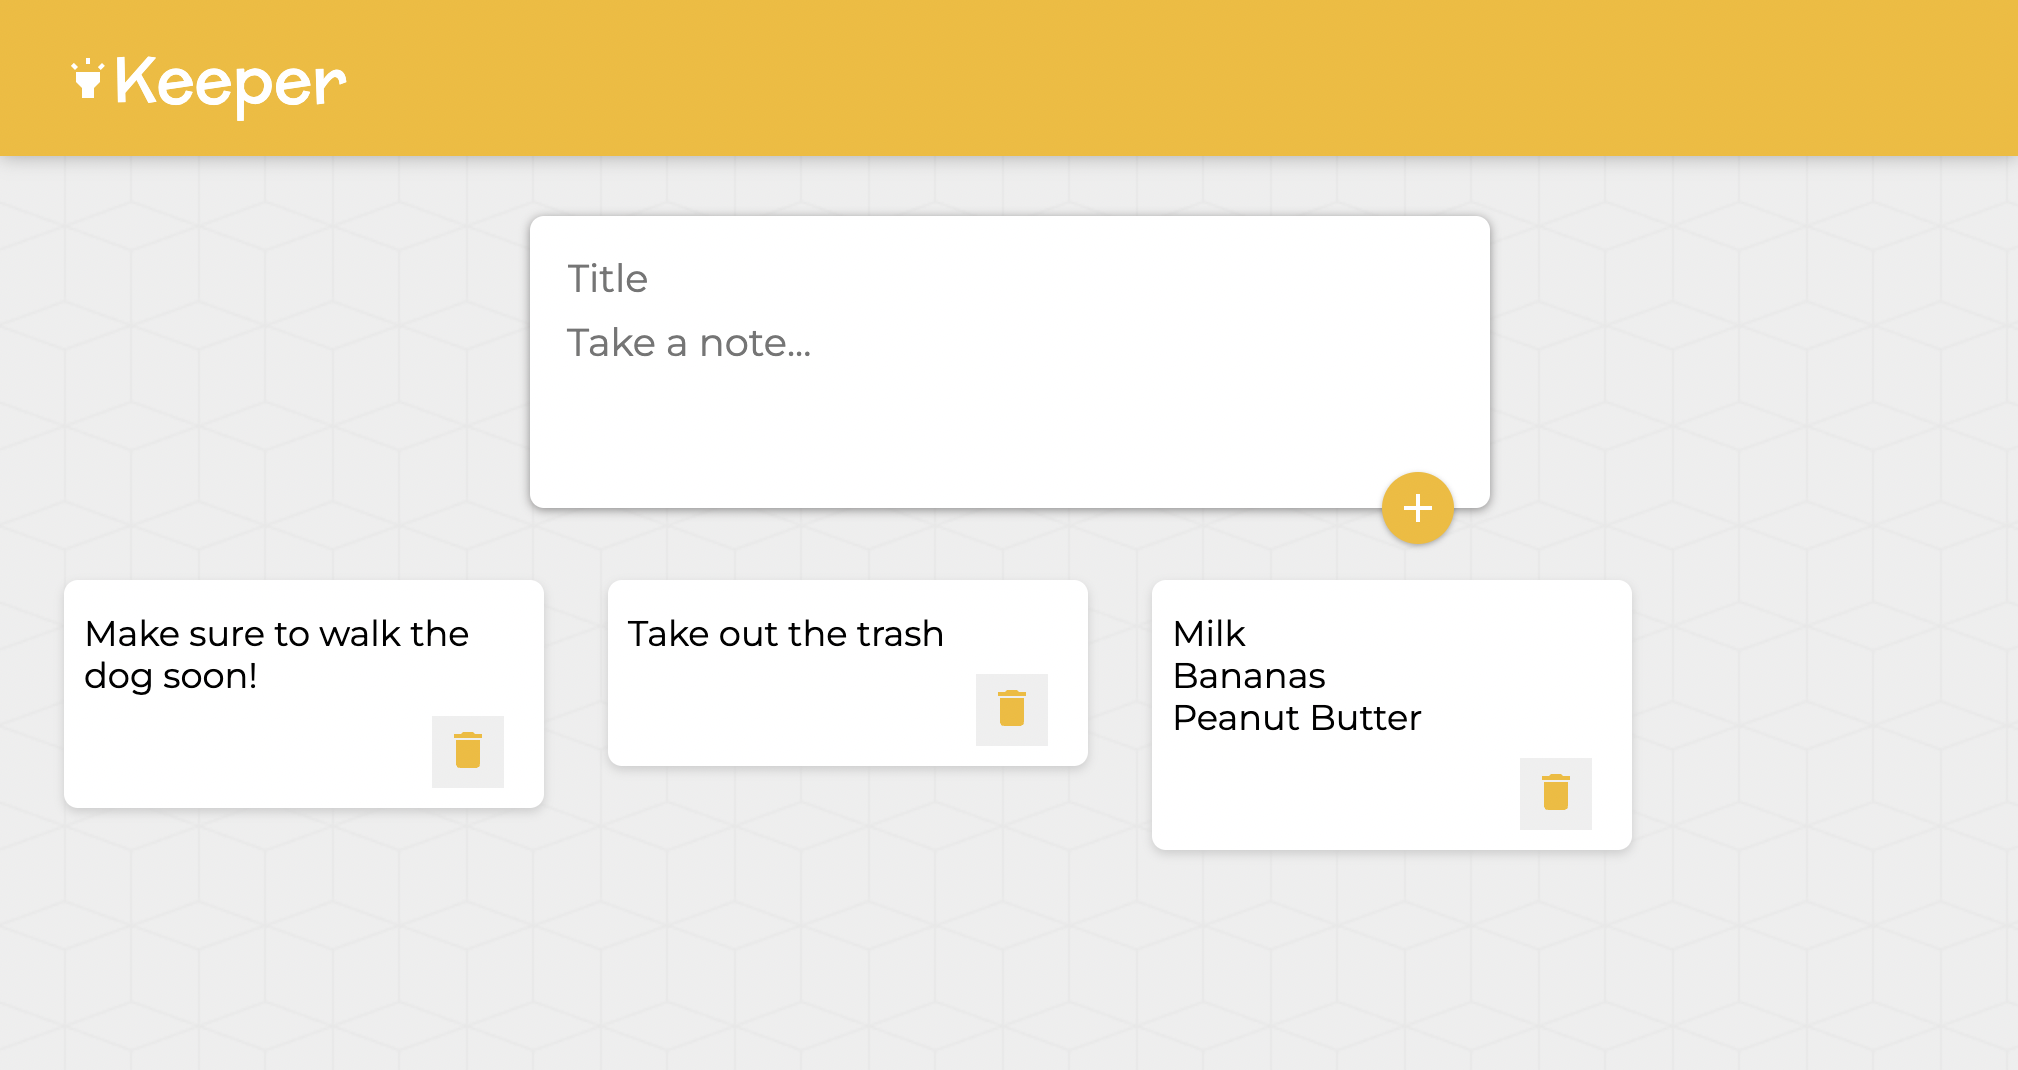 Keeper
Title
Take a note...
Make sure to walk the
dog soon!
Take out the trash
Milk
Bananas
Peanut Butter